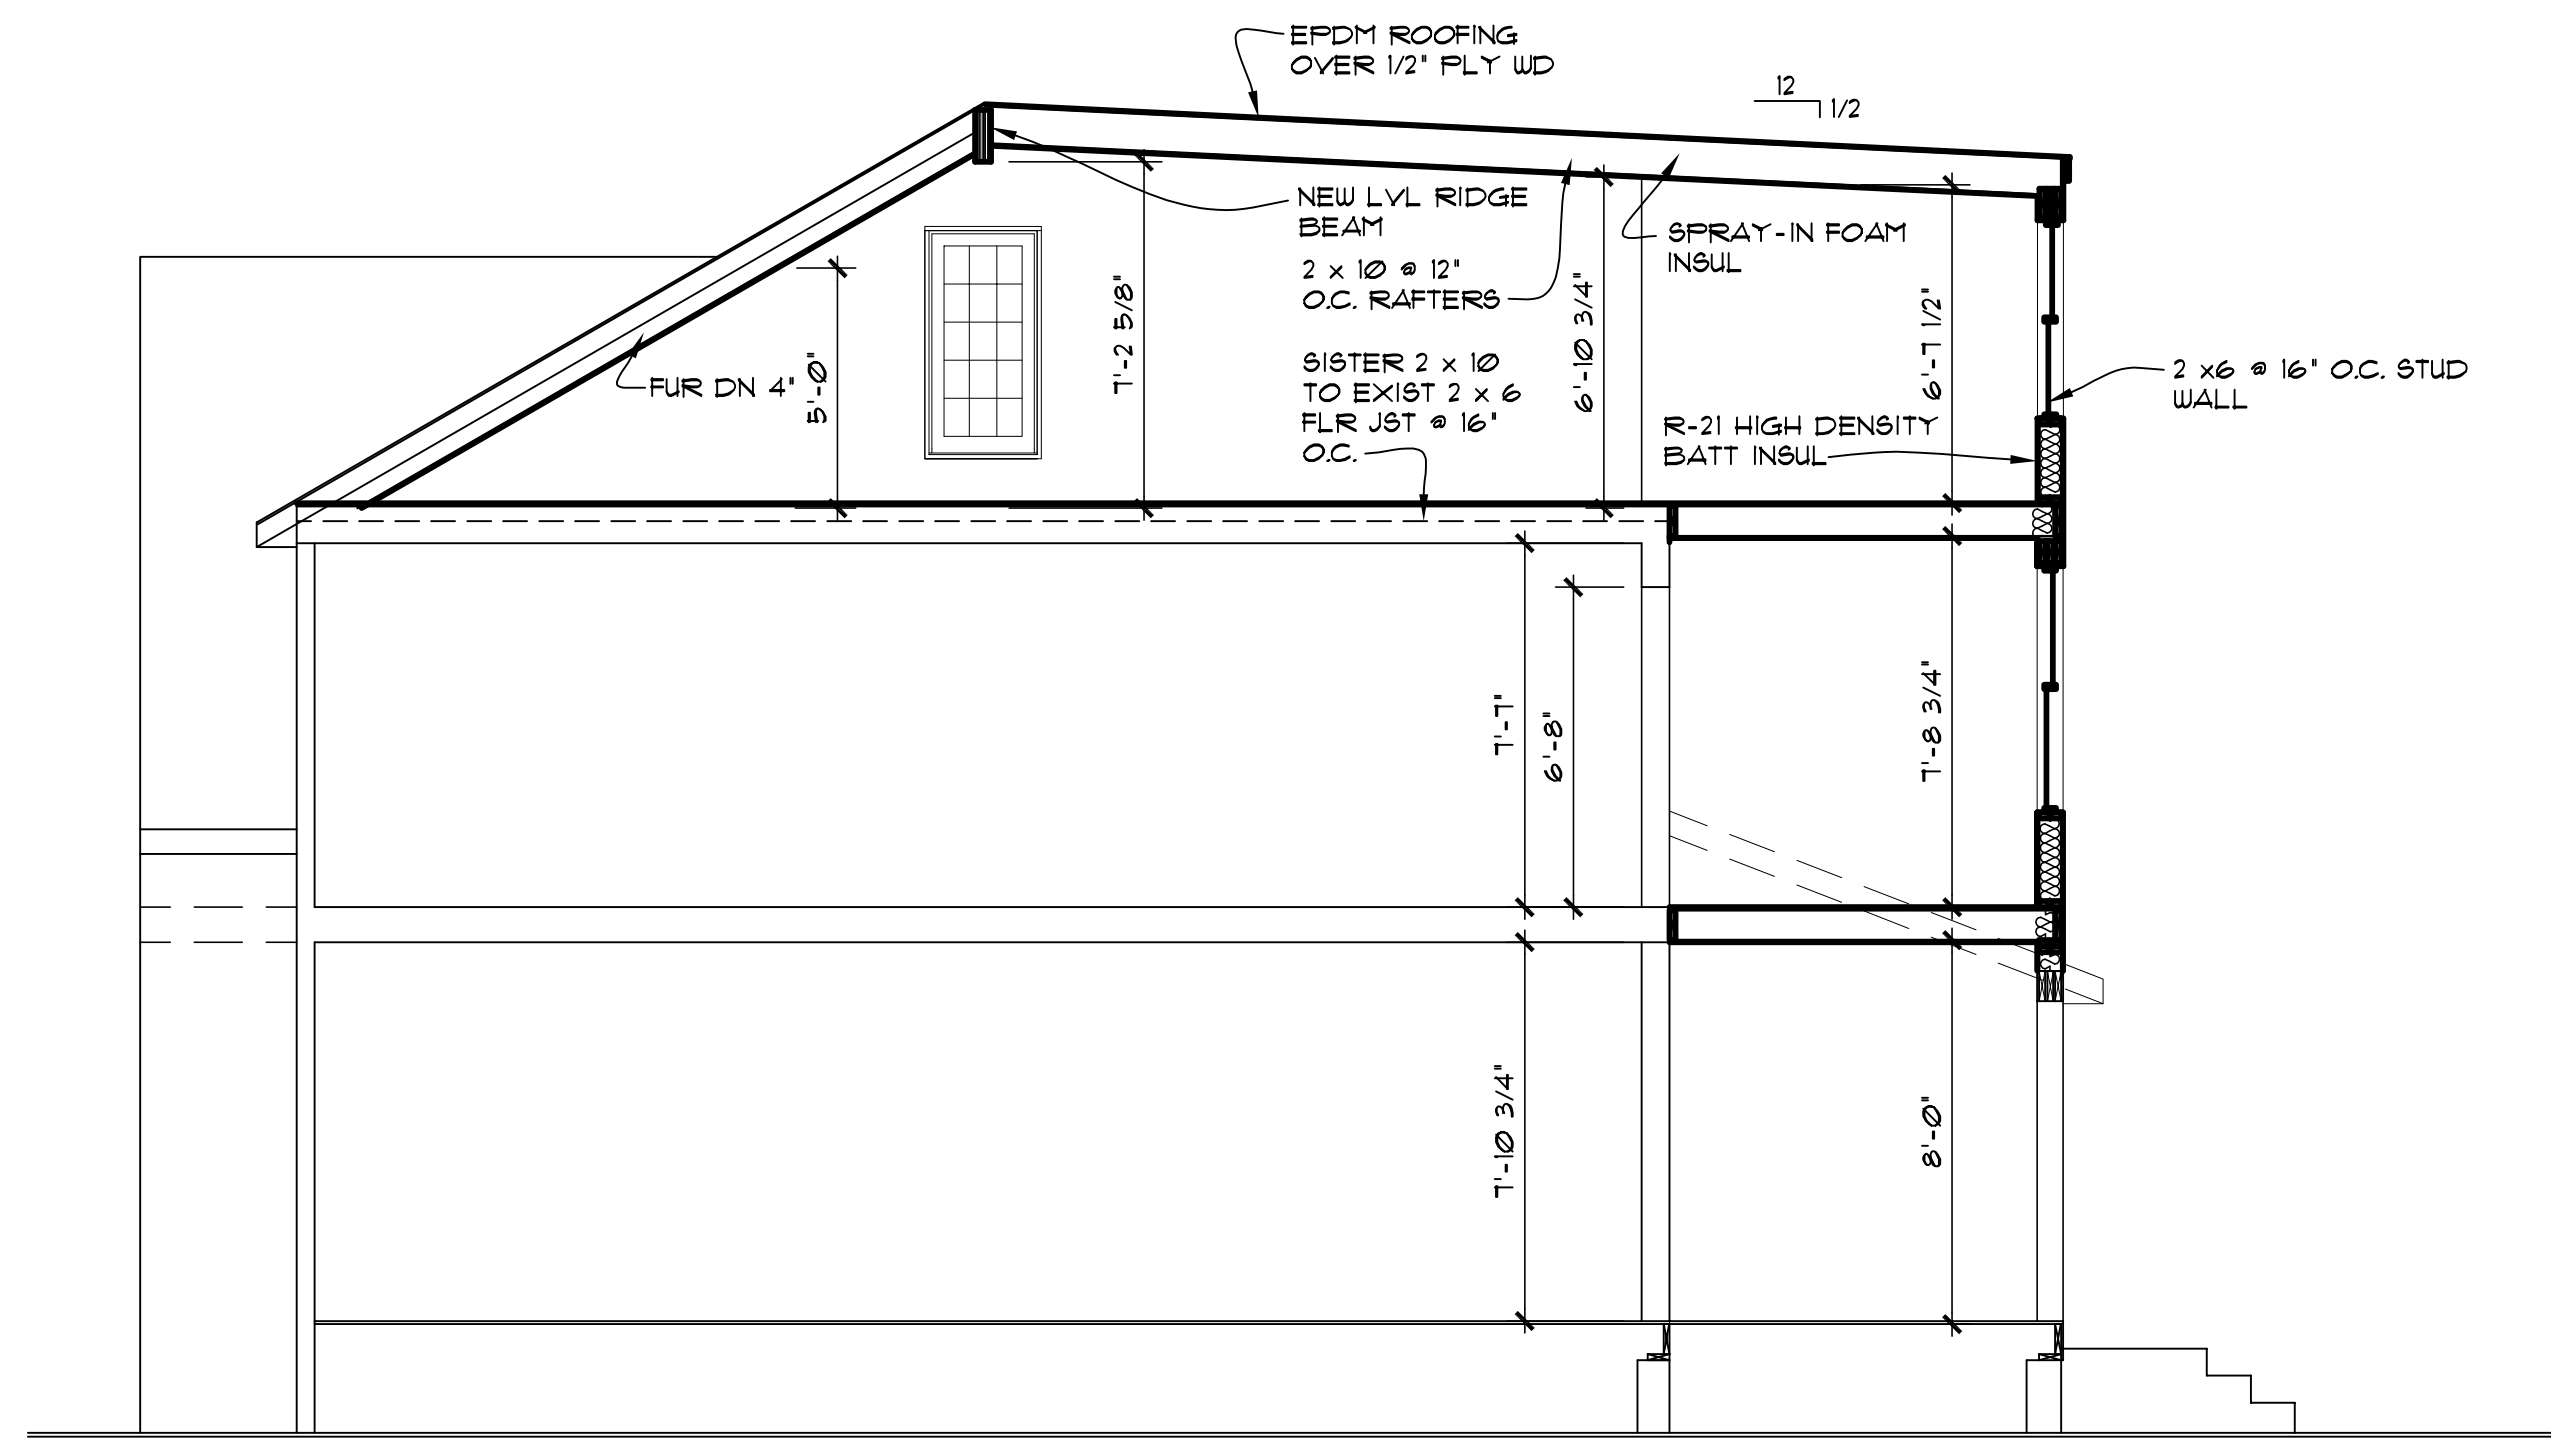 EPDM ROOFING
OVER 1/2" PLY WD
12
1/2
NEW LVL RIDGE
BEAM
SPRAY-IN FOAM
INSUL
2 x 10 @ 12"
O.C. RAFTERS
SISTER 2 x 10
TO EXIST 2 x 6
FLR JST @ 16"
O.C.
FUR DN 4"
5'-0"
7'-2 5/8"
6'-10 3/4"
6'-7 1/2"
R-21 HIGH DENSITY
BATT INSUL
2 x6 @ 16" O.C. STUD
WALL
7'-7"
6'-8"
7'-8 3/4"
7'-10 3/4"
8'-0"